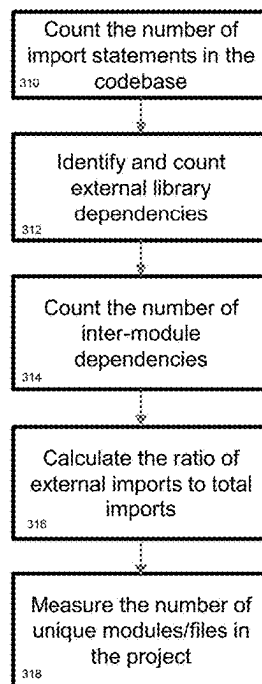 Count the number of
import statements in the
codebase
310
Identify and count
external library
dependencies
312
Count the number of
inter-module
dependencies
314
Calculate the ratio of
external imports to total
imports
316
Measure the number of
unique modules/files in
the project
318